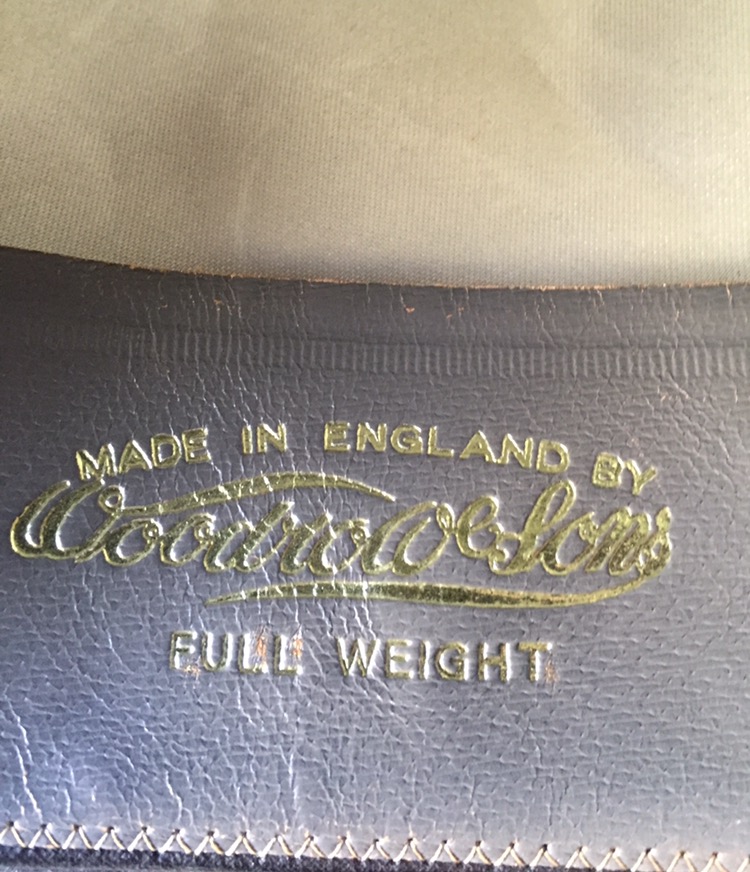 MADE IN ENGLAND BY
Woodrow & Sons
FULL WEIGHT